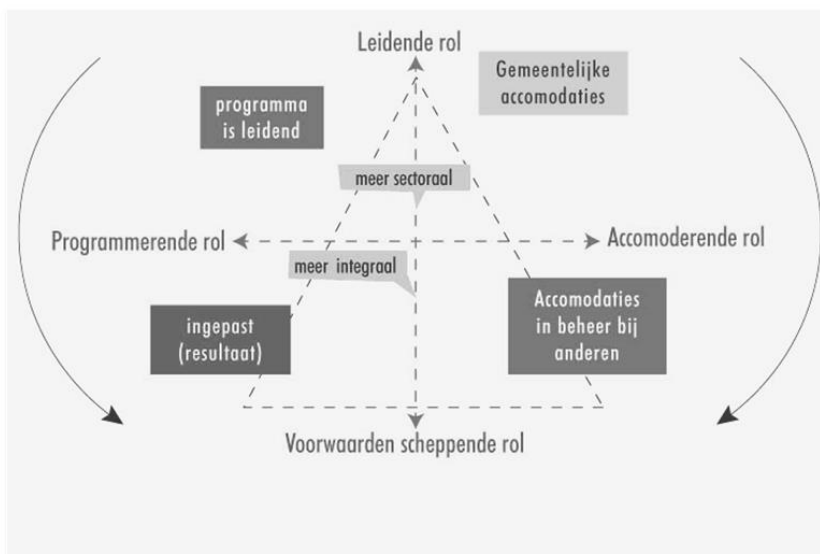 Leidende rol
Gemeentelijke
accomodaties
programma
is leidend
meer sectoraal
Programmerende rol
Accomoderende rol
meer integraal
Accomodaties
in beheer bij
anderen
ingepast
(resultaat)
Voorwaarden scheppende rol